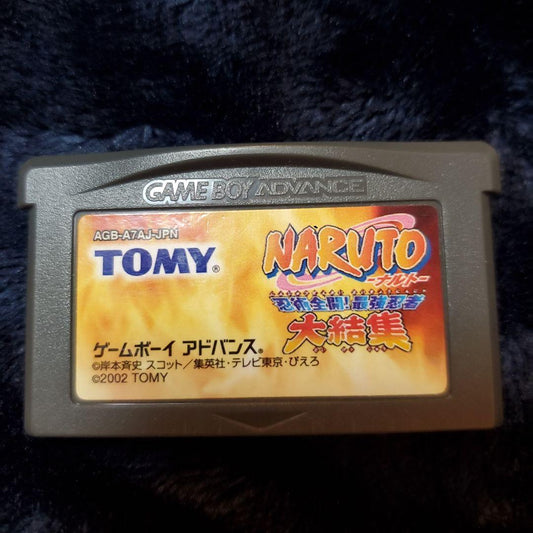 GAME BOY ADVANCE
AGB-A7AJ-JPN
TOMY®
NARUTO
-ナルト-
忍術全開!最強忍者
大結集
ゲームボーイ アドバンス®
©岸本斉史 スコット/集英社・テレビ東京・ぴえろ
©2002 TOMY